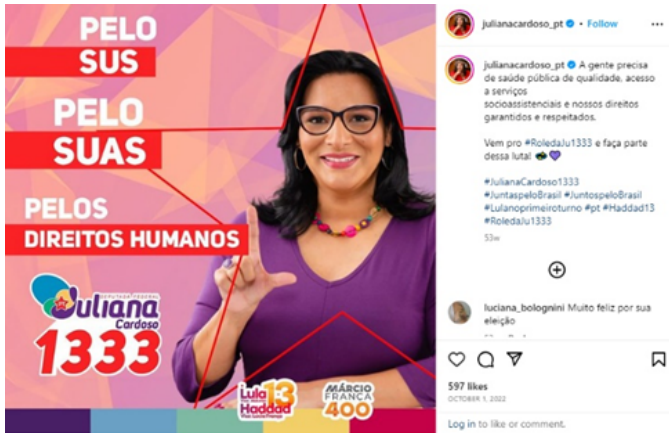 PELO
SUS
PELO
SUAS
PELOS
DIREITOS HUMANOS
DEPUTADA FEDERAL
Juliana
Cardoso
1333
Lula 13
Haddad
MÁRCIO
FRANÇA
400
julianacardoso_pt • Follow
julianacardoso_pt A gente precisa
de saúde pública de qualidade, acesso
a serviços
socioassistenciais e nossos direitos
garantidos e respeitados.
Vem pro #RoledaJu1333 e faça parte
dessa luta!
#JulianaCardoso1333
#JuntaspeloBrasil #JuntospeloBrasil
#Lulanoprimeiroturno #pt #Haddad13
#RoledaJu1333
53w
luciana_bolognini Muito feliz por sua
eleição
597 likes
OCTOBER 1, 2022
Log in to like or comment.